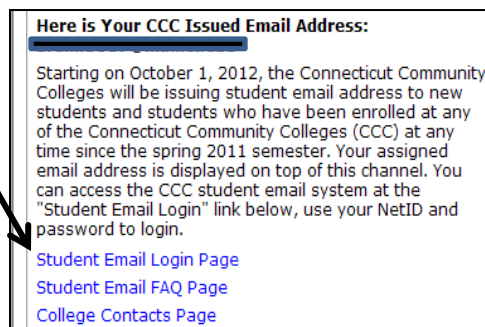 Here is Your CCC Issued Email Address:
Starting on October 1, 2012, the Connecticut Community
Colleges will be issuing student email address to new
students and students who have been enrolled at any
of the Connecticut Community Colleges (CCC) at any
time since the spring 2011 semester. Your assigned
email address is displayed on top of this channel. You
can access the CCC student email system at the
"Student Email Login" link below, use your NetID and
password to login.
Student Email Login Page
Student Email FAQ Page
College Contacts Page